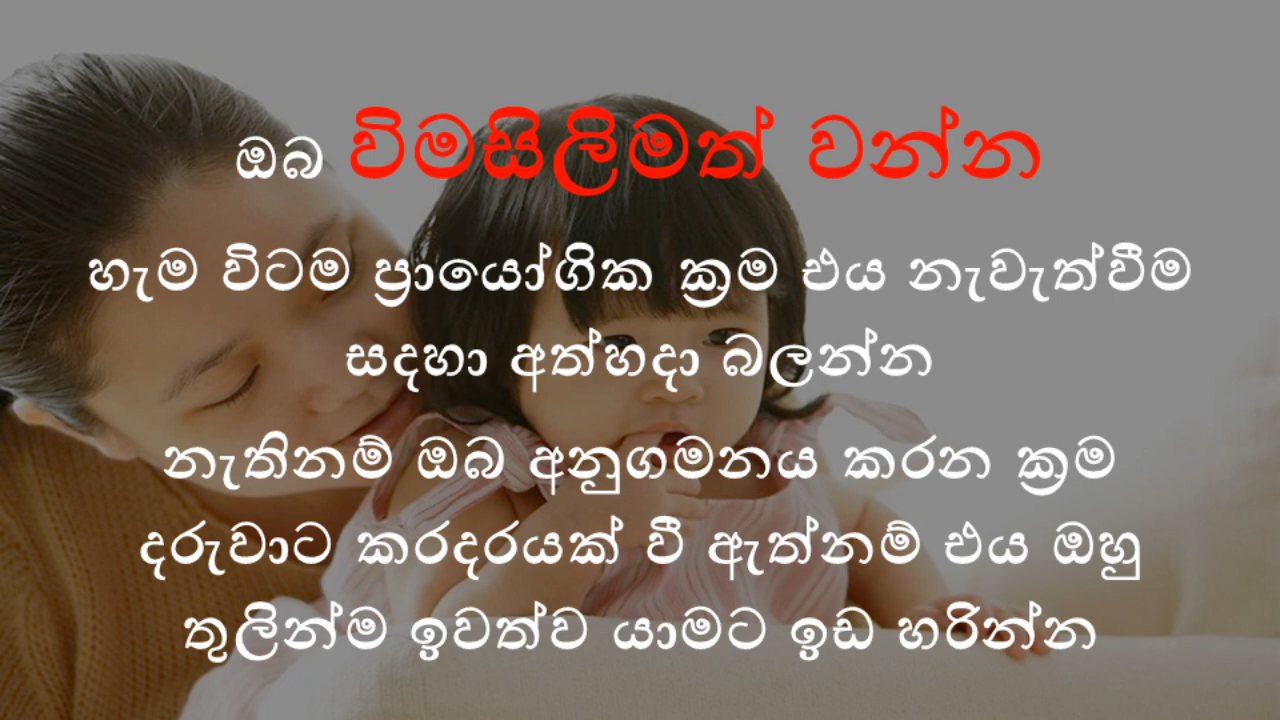 ඔබ විමසිලිමත් වන්න
හැම විටම ප්‍රායෝගික ක්‍රම එය නැවැත්වීම
සදහා අත්හදා බලන්න
නැතිනම් ඔබ අනුගමනය කරන ක්‍රම
දරුවාට කරදරයක් වී ඇත්නම් එය ඔහු
තුලින්ම ඉවත්ව යාමට ඉඩ හරින්න